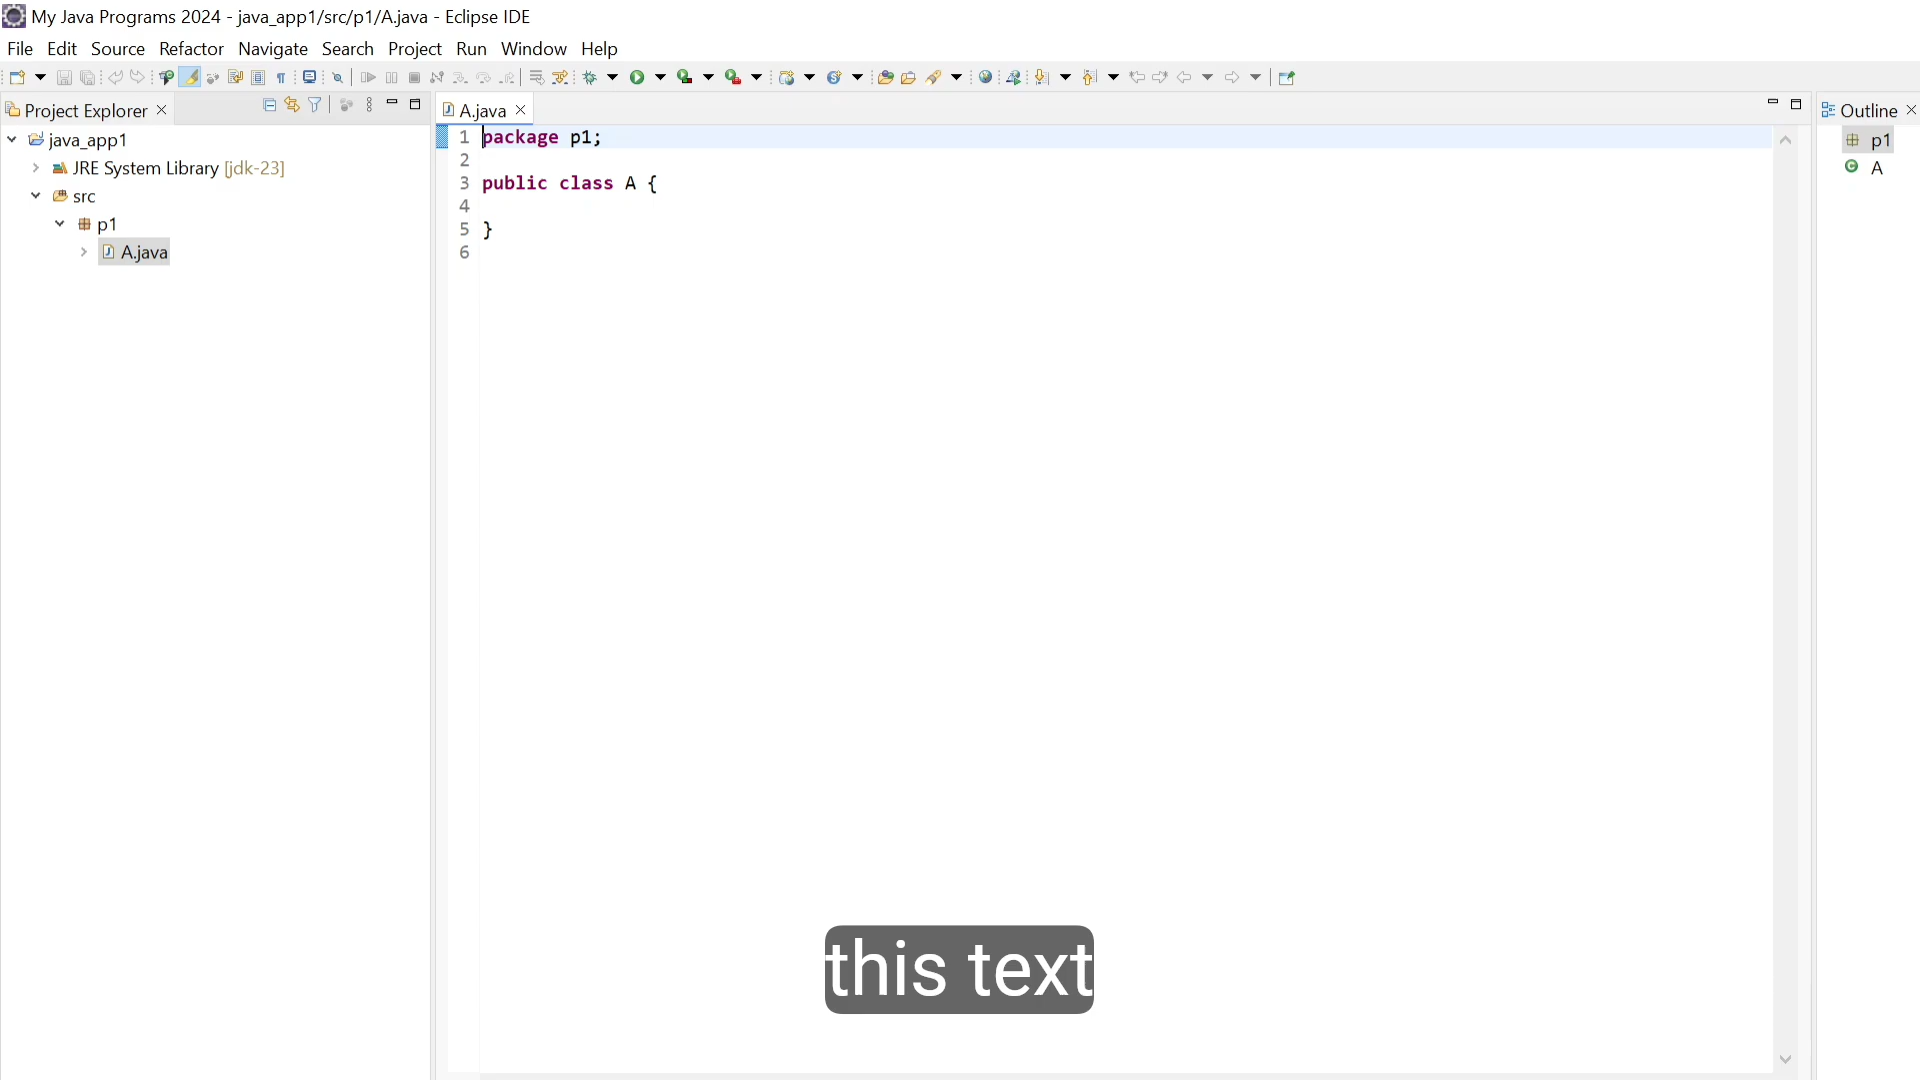 My Java Programs 2024 - java_app1/src/p1/A.java - Eclipse IDE
File Edit Source Refactor Navigate Search Project Run Window Help
Project Explorer
A.java
Outline
java_app1
JRE System Library [jdk-23]
src
p1
A.java
1 package p1;
2
3 public class A {
4
5 }
6
p1
A
this text